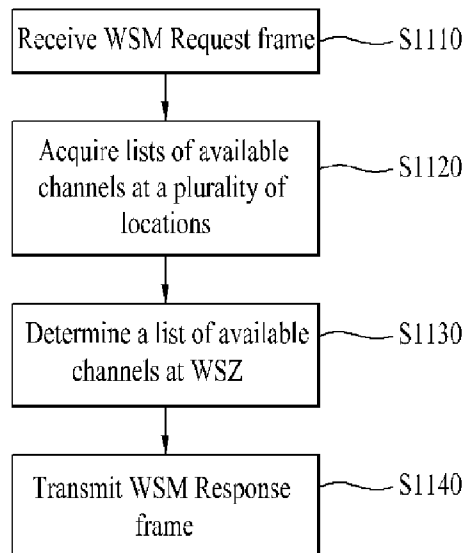 Receive WSM Request frame
S1110
Acquire lists of available
channels at a plurality of
locations
S1120
Determine a list of available
channels at WSZ
S1130
Transmit WSM Response
frame
S1140